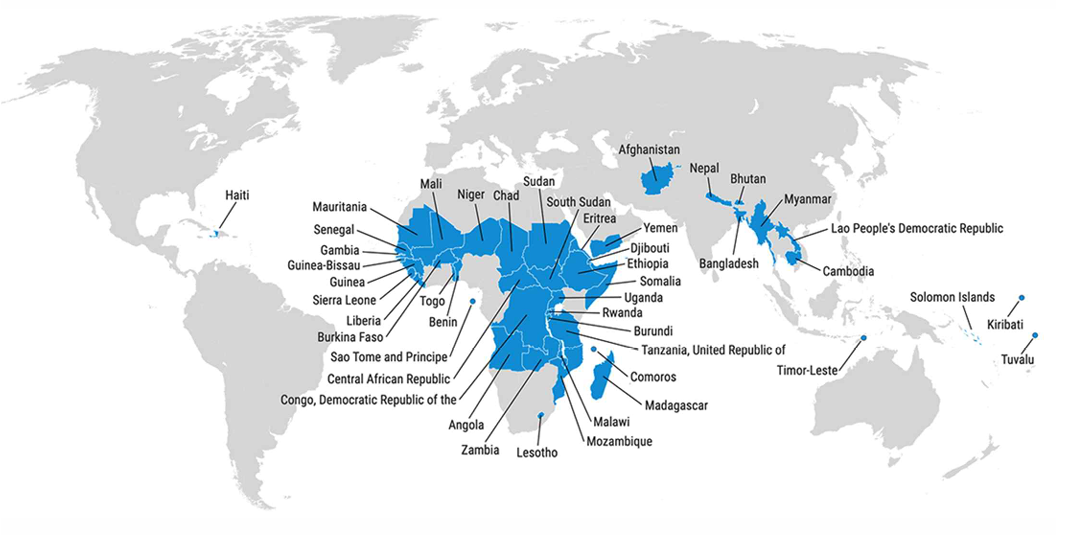 Afghanistan
Nepal
Bhutan
Sudan
Mali
Niger
Chad
Haiti
South Sudan
Myanmar
Mauritania
Eritrea
Senegal
Yemen
Lao People's Democratic Republic
Gambia
Djibouti
Guinea-Bissau
Ethiopia
Bangladesh
Cambodia
Guinea
Somalia
Sierra Leone
Togo
Uganda
Solomon Islands
Rwanda
Liberia
Benin
Kiribati
Burkina Faso
Burundi
Sao Tome and Principe
Tanzania, United Republic of
Tuvalu
Timor-Leste
Central African Republic
Comoros
Congo, Democratic Republic of the
Madagascar
Angola
Malawi
Mozambique
Zambia
Lesotho